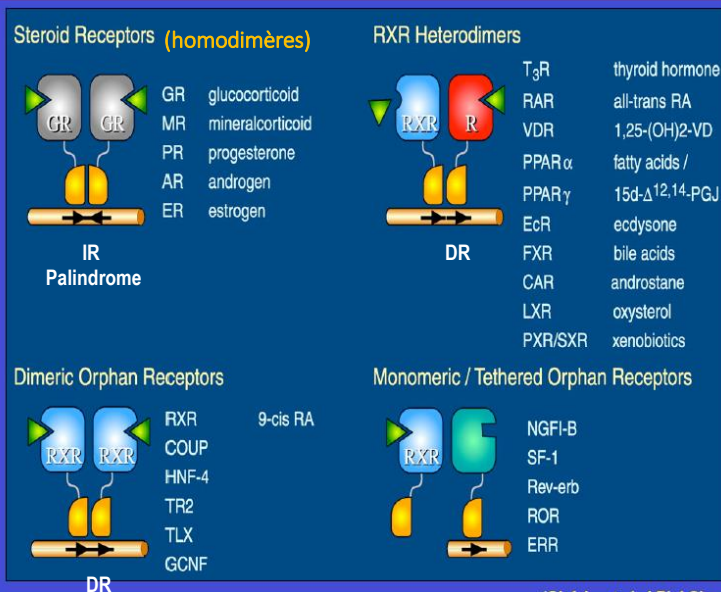 Steroid Receptors (homodimères)
GR GR
GR glucocorticoid
MR mineralcorticoid
PR progesterone
AR androgen
ER estrogen
IR
Palindrome
RXR Heterodimers
RXR R
T₃R thyroid hormone
RAR all-trans RA
VDR 1,25-(OH)2-VD
PPARα fatty acids /
PPARγ 15d-Δ12,14-PGJ
EcR ecdysone
FXR bile acids
CAR androstane
LXR oxysterol
PXR/SXR xenobiotics
DR
Dimeric Orphan Receptors
RXR RXR
RXR 9-cis RA
COUP
HNF-4
TR2
TLX
GCNF
DR
Monomeric / Tethered Orphan Receptors
RXR
NGFI-B
SF-1
Rev-erb
ROR
ERR